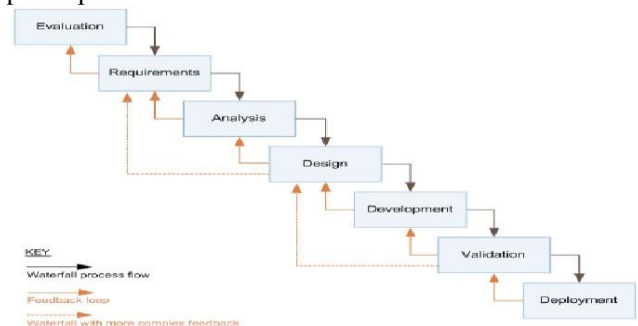 Evaluation
Requirements
Analysis
Design
Development
Validation
Deployment
KEY
Waterfall process flow
Feedback loop
Waterfall with more complex feedback